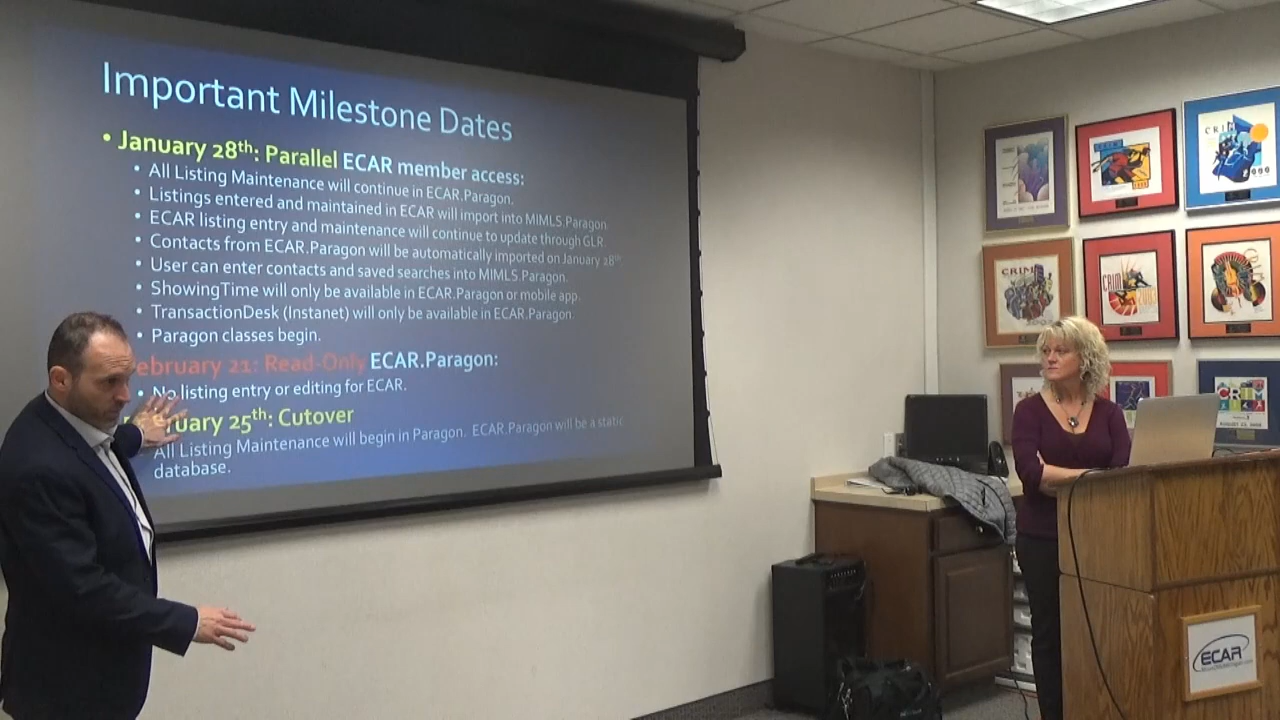 Important Milestone Dates
• January 28th: Parallel ECAR member access:
• All Listing Maintenance will continue in ECAR.Paragon.
• Listings entered and maintained in ECAR will import into MIMLS.Paragon
• ECAR listing entry and maintenance will continue to update through GLR.
• Contacts from ECAR.Paragon will be automatically imported on January 28th
• User can enter contacts and saved searches into MIMLS.Paragon.
• ShowingTime will only be available in ECAR.Paragon or mobile app.
• TransactionDesk (Instanet) will only be available in ECAR.Paragon.
• Paragon classes begin.
ebruary 21: Read-Only ECAR.Paragon:
• No listing entry or editing for ECAR.
uary 25th: Cutover
All Listing Maintenance will begin in Paragon. ECAR.Paragon will be a static
database.
CRIM
CRIM
CRIM
CRIM
CRIM
ECAR